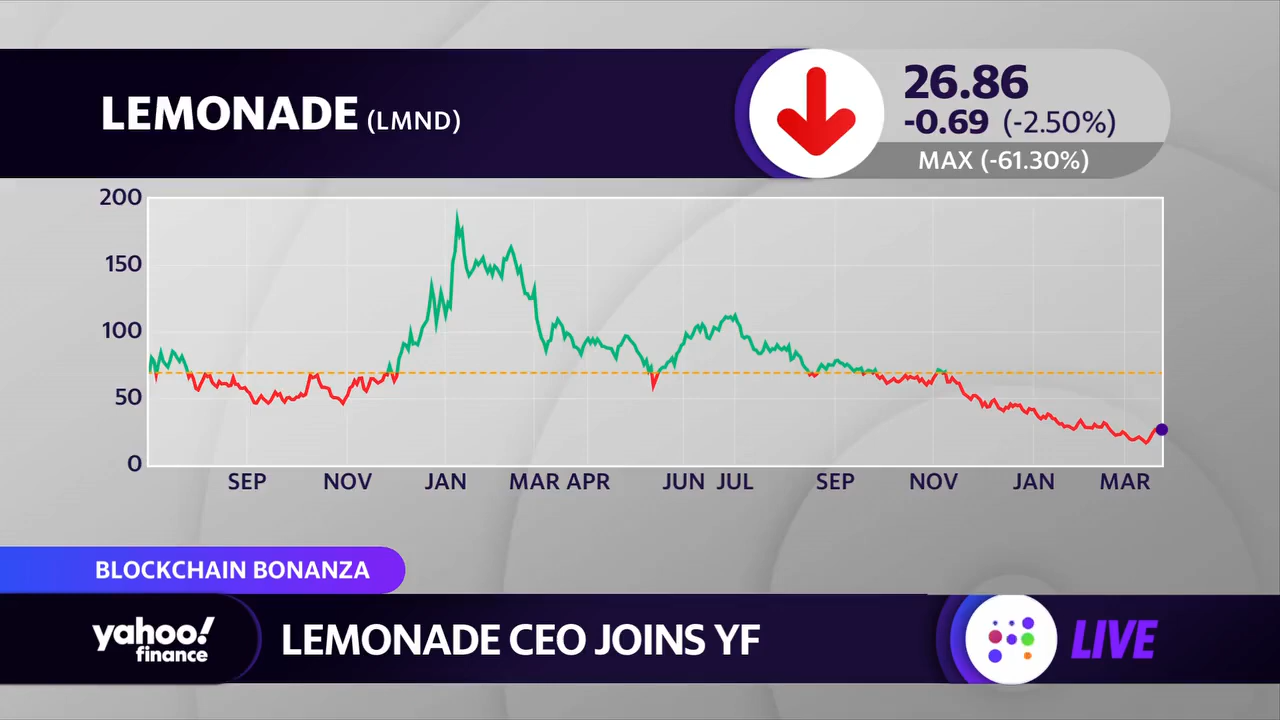 LEMONADE (LMND)
26.86
-0.69 (-2.50%)
MAX (-61.30%)
200
150
100
50
0
SEP NOV JAN MAR APR JUN JUL SEP NOV JAN MAR
BLOCKCHAIN BONANZA
yahoo!
finance
LEMONADE CEO JOINS YF
LIVE